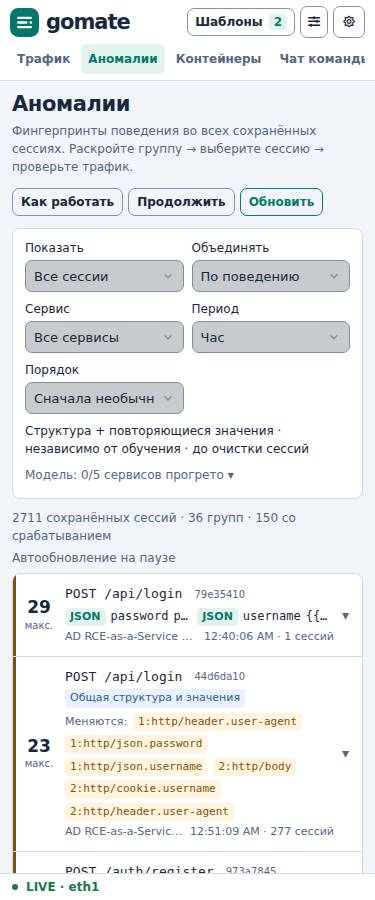 gomate
Шаблоны 2
Трафик Аномалии Контейнеры Чат команды
Аномалии
Фингерпринты поведения во всех сохранённых
сессиях. Раскройте группу → выберите сессию →
проверьте трафик.
Как работать Продолжить Обновить
Показать Объединять
Все сессии По поведению
Сервис Период
Все сервисы Час
Порядок
Сначала необычн
Структура + повторяющиеся значения ·
независимо от обучения · до очистки сессий
Модель: 0/5 сервисов прогрето ▾
2711 сохранённых сессий · 36 групп · 150 со
срабатыванием
Автообновление на паузе
POST /api/login 79e35410
29
макс.
JSON password p… JSON username {{… ▾
AD RCE-as-a-Service … 12:40:06 AM · 1 сессий
POST /api/login 44d6da10
Общая структура и значения
Меняются: 1:http/header.user-agent
23
макс.
1:http/json.password ▾
1:http/json.username 2:http/body
2:http/cookie.username
2:http/header.user-agent
AD RCE-as-a-Servic… 12:51:09 AM · 277 сессий
POST /auth/register 973a7845
LIVE · eth1